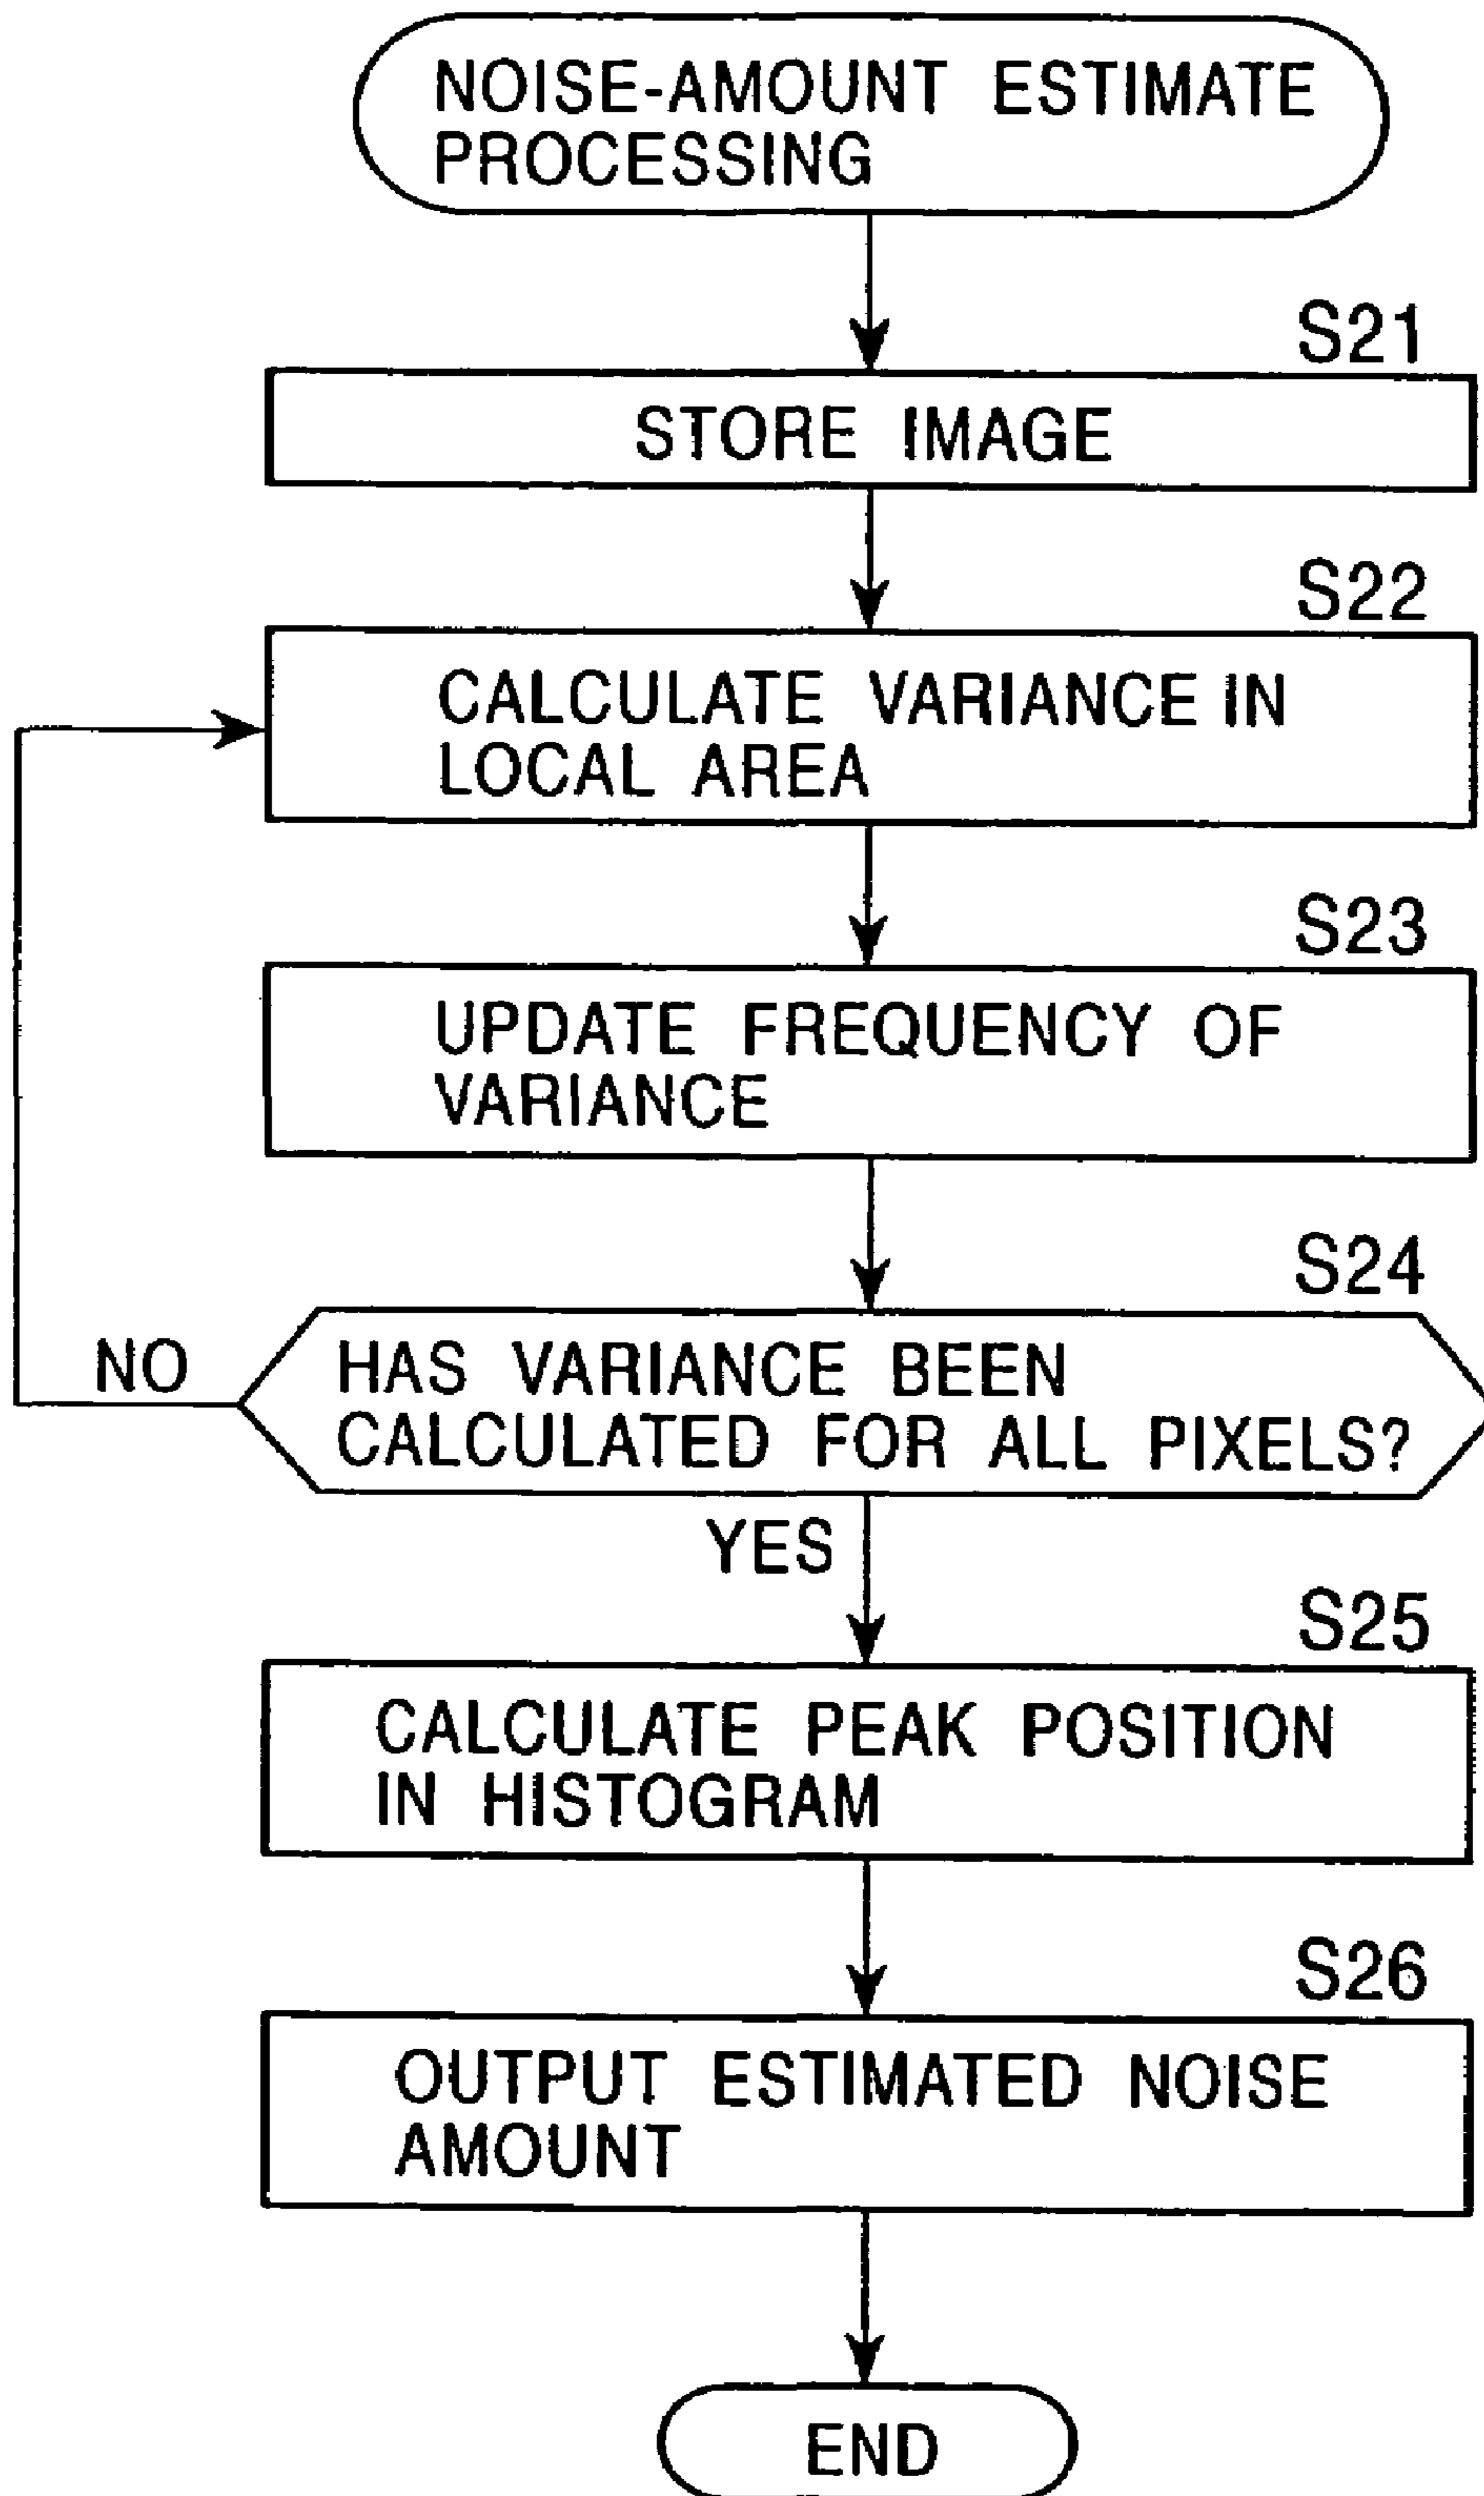 NOISE-AMOUNT ESTIMATE
PROCESSING
S21
STORE IMAGE
S22
CALCULATE VARIANCE IN
LOCAL AREA
S23
UPDATE FREQUENCY OF
VARIANCE
S24
NO
HAS VARIANCE BEEN
CALCULATED FOR ALL PIXELS?
YES
S25
CALCULATE PEAK POSITION
IN HISTOGRAM
S26
OUTPUT ESTIMATED NOISE
AMOUNT
END